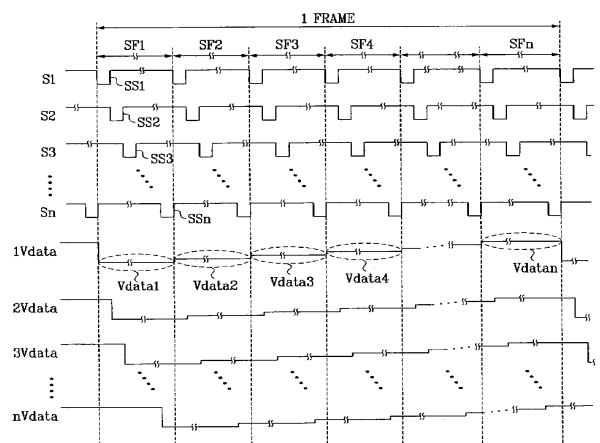 1 FRAME
SF1 SF2 SF3 SF4 SFn
S1
SS1
S2
SS2
S3
SS3
Sn
SSn
1Vdata
Vdata1 Vdata2 Vdata3 Vdata4 Vdatan
2Vdata
3Vdata
nVdata